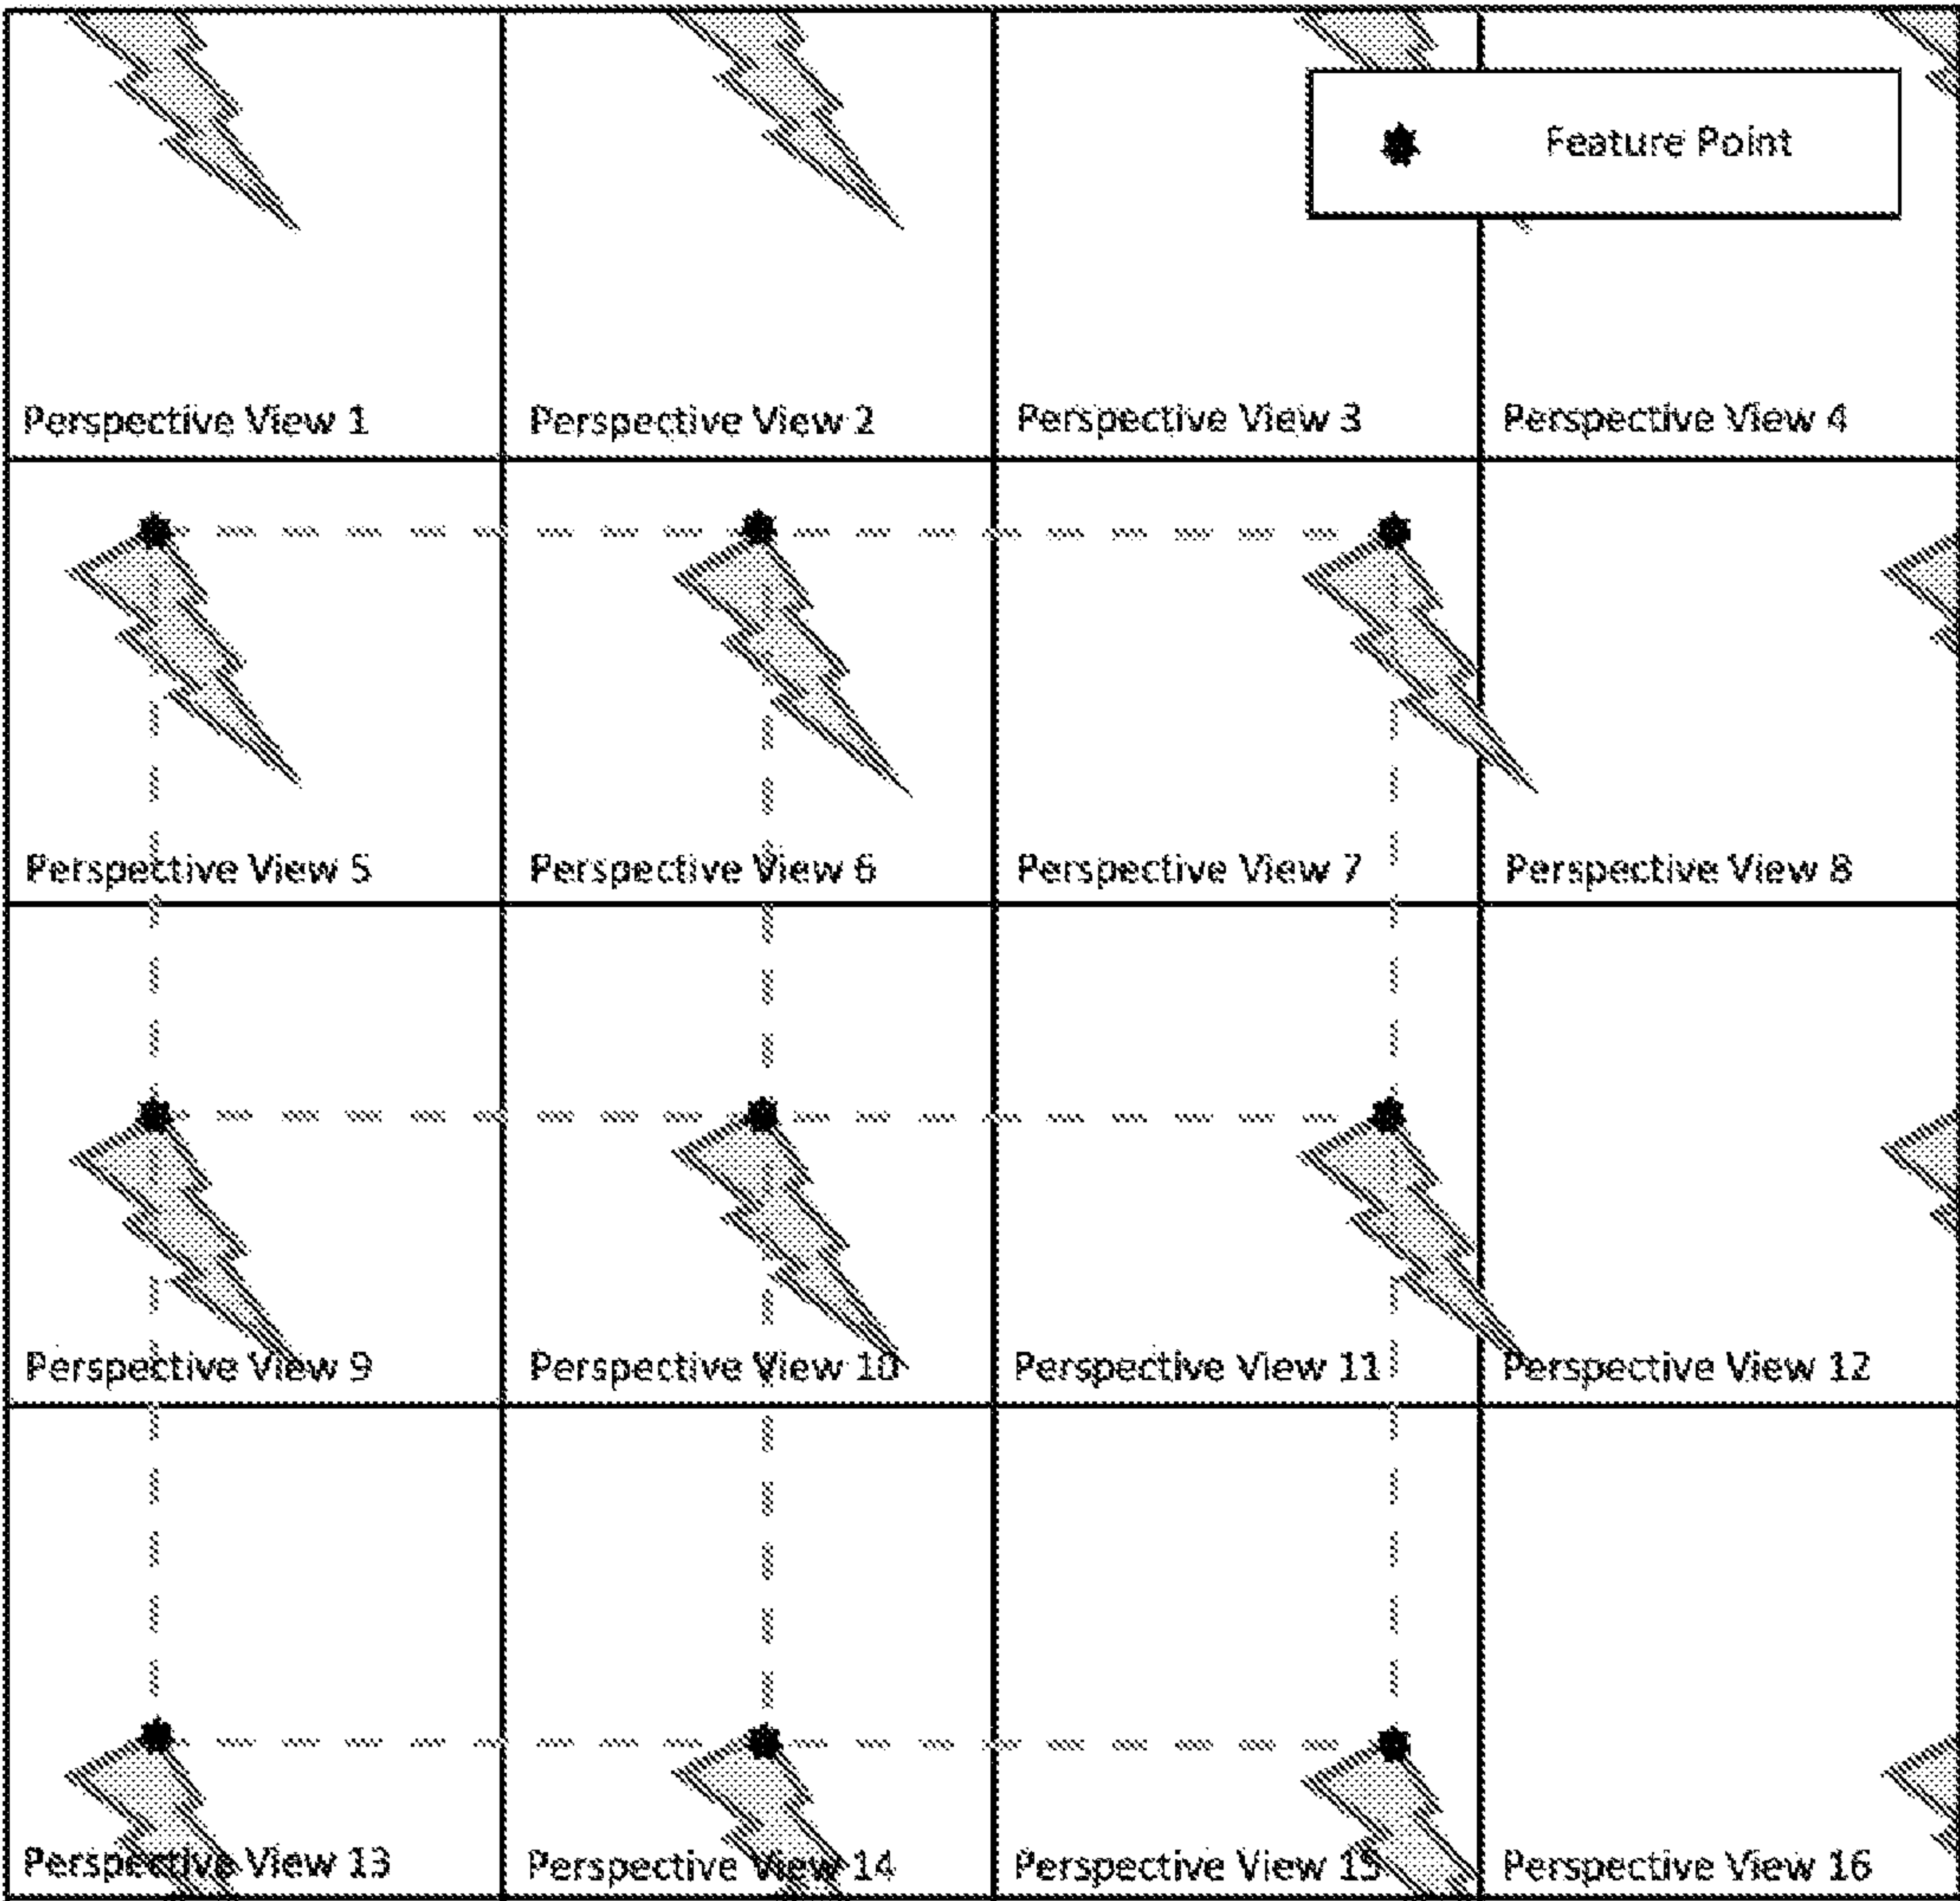 Feature Point
Perspective View 1
Perspective View 2
Perspective View 3
Perspective View 4
Perspective View 5
Perspective View 6
Perspective View 7
Perspective View 8
Perspective View 9
Perspective View 10
Perspective View 11
Perspective View 12
Perspective View 13
Perspective View 14
Perspective View 15
Perspective View 16